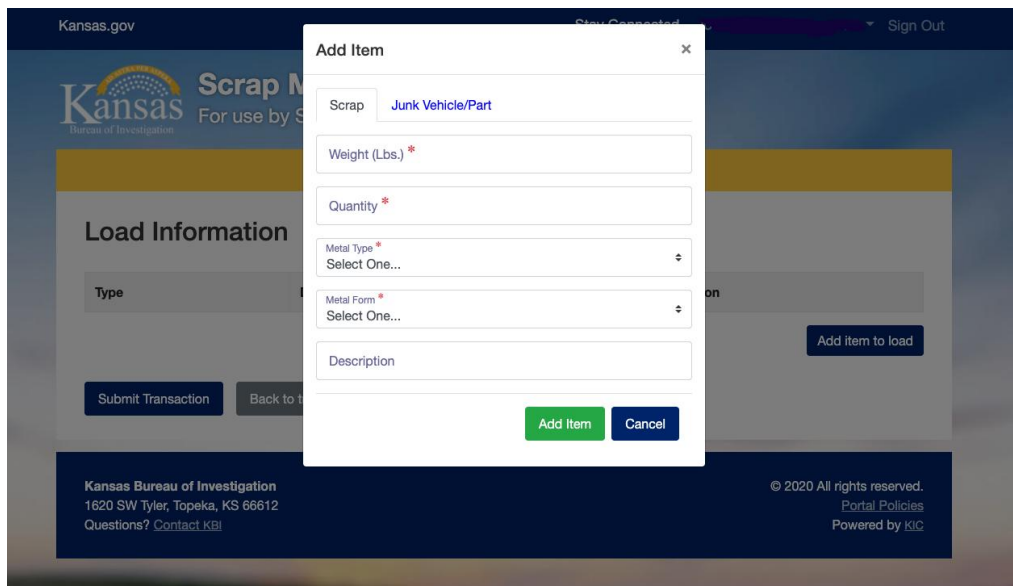 Kansas.gov
Sign Out
Add Item
×
Kansas
Bureau of Investigation
Scrap
For use by
Scrap
Junk Vehicle/Part
Weight (Lbs.) *
Quantity *
Metal Type *
Select One...
Metal Form *
Select One...
Description
Add Item
Cancel
Load Information
Type
on
Add item to load
Submit Transaction
Back to
Kansas Bureau of Investigation
1620 SW Tyler, Topeka, KS 66612
Questions? Contact KBI
© 2020 All rights reserved.
Portal Policies
Powered by KIC